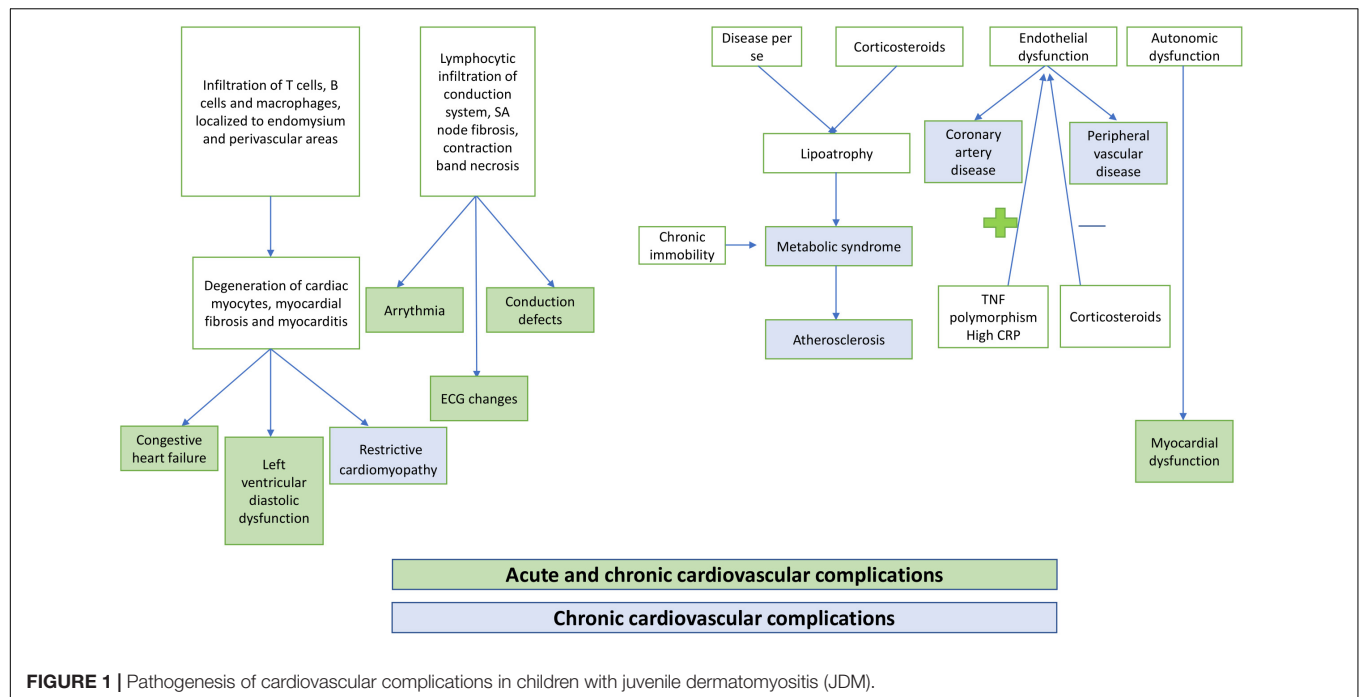 Infiltration of T cells, B
cells and macrophages,
localized to endomysium
and perivascular areas
Lymphocytic
infiltration of
conduction
system, SA
node fibrosis,
contraction
band necrosis
Disease per
se
Corticosteroids
Endothelial
dysfunction
Autonomic
dysfunction
Lipoatrophy
Coronary
artery
disease
Peripheral
vascular
disease
Chronic
immobility
Metabolic syndrome
Degeneration of cardiac
myocytes, myocardial
fibrosis and myocarditis
Arrythmia
Conduction
defects
TNF
polymorphism
High CRP
Corticosteroids
Atherosclerosis
ECG changes
Congestive
heart failure
Left
ventricular
diastolic
dysfunction
Restrictive
cardiomyopathy
Myocardial
dysfunction
Acute and chronic cardiovascular complications
Chronic cardiovascular complications
FIGURE 1 | Pathogenesis of cardiovascular complications in children with juvenile dermatomyositis (JDM).